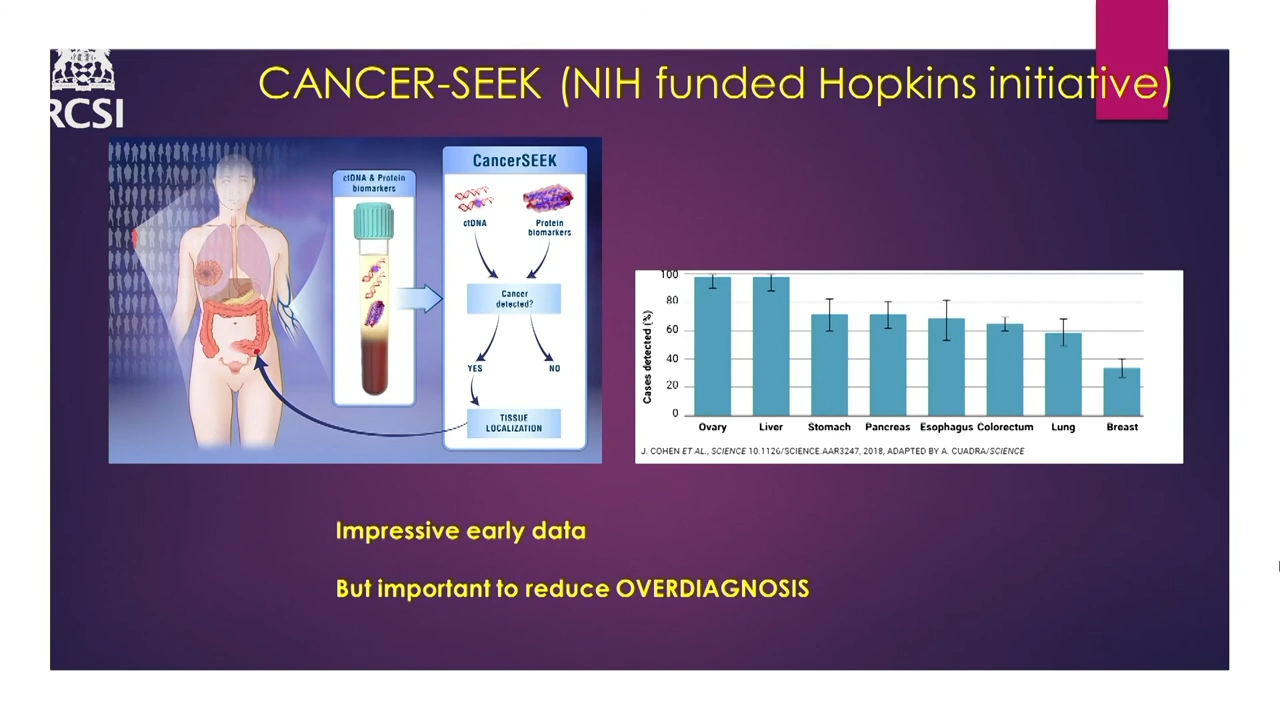 RCSI
CANCER-SEEK (NIH funded Hopkins initiative)
ctDNA & Protein
biomarkers
CancerSEEK
ctDNA
Protein
biomarkers
Cancer
detected?
YES
NO
TISSUE
LOCALIZATION
Cases detected (%)
100
80
60
40
20
0
Ovary Liver Stomach Pancreas Esophagus Colorectum Lung Breast
J. COHEN ET AL., SCIENCE 10.1126/SCIENCE.AAR3247, 2018, ADAPTED BY A. CUADRA/SCIENCE
Impressive early data
But important to reduce OVERDIAGNOSIS